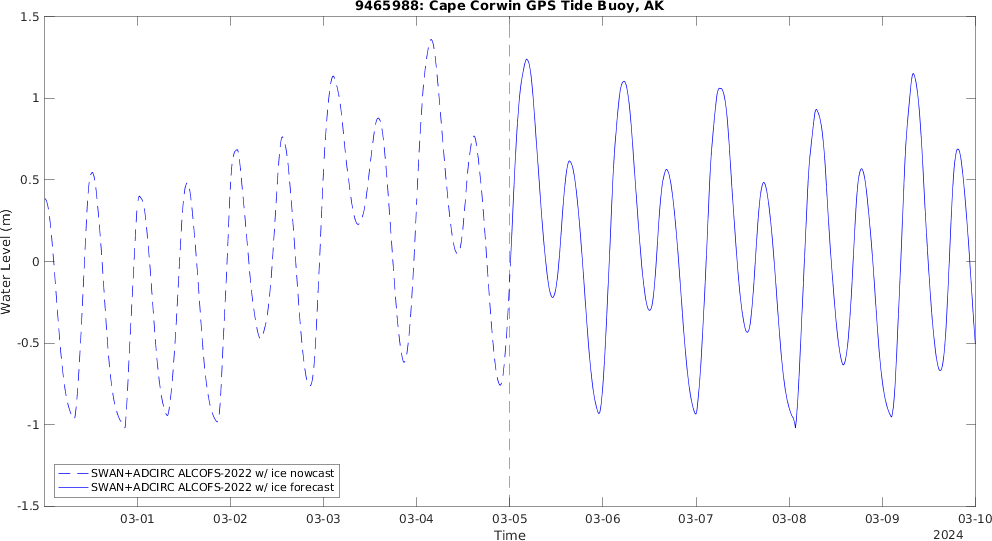 9465988: Cape Corwin GPS Tide Buoy, AK
1.5
1
0.5
0
-0.5
-1
-1.5
Water Level (m)
SWAN+ADCIRC ALCOFS-2022 w/ ice nowcast
SWAN+ADCIRC ALCOFS-2022 w/ ice forecast
03-01 03-02 03-03 03-04 03-05 03-06 03-07 03-08 03-09 03-10
Time
2024